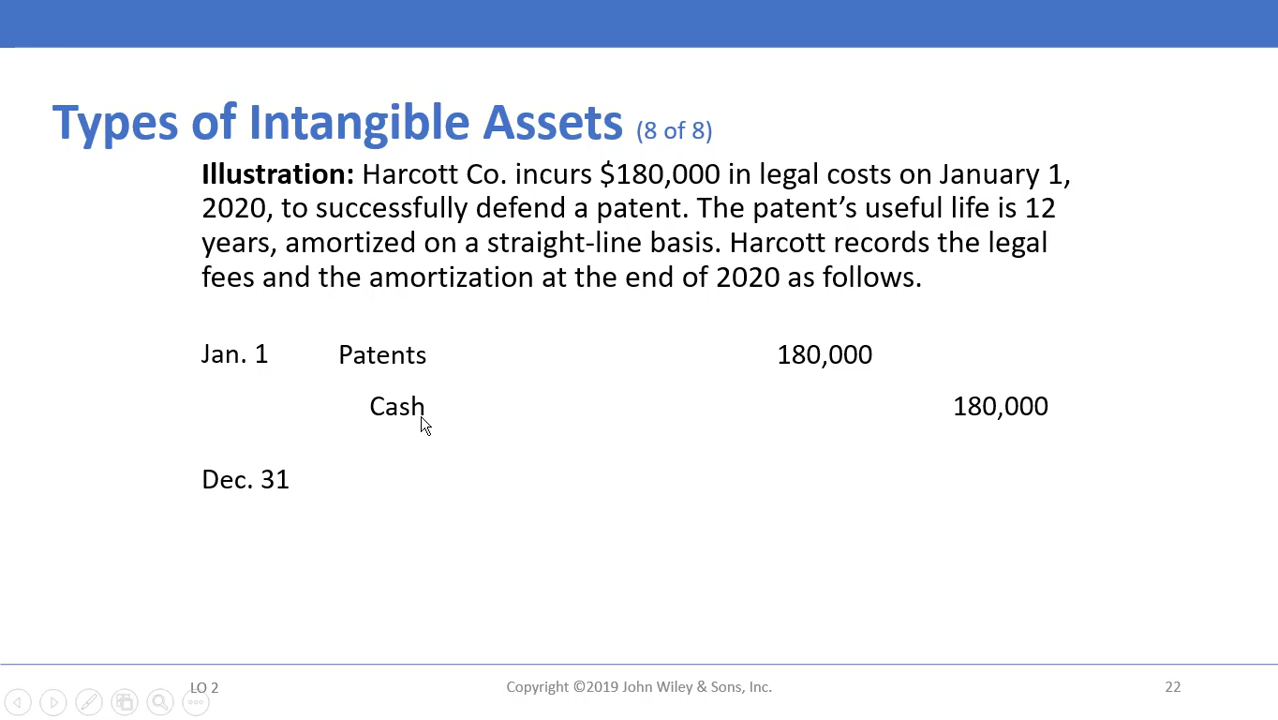 Types of Intangible Assets (8 of 8)
Illustration: Harcott Co. incurs $180,000 in legal costs on January 1,
2020, to successfully defend a patent. The patent’s useful life is 12
years, amortized on a straight-line basis. Harcott records the legal
fees and the amortization at the end of 2020 as follows.
Jan. 1 Patents 180,000
Cash 180,000
Dec. 31
LO 2 Copyright ©2019 John Wiley & Sons, Inc. 22